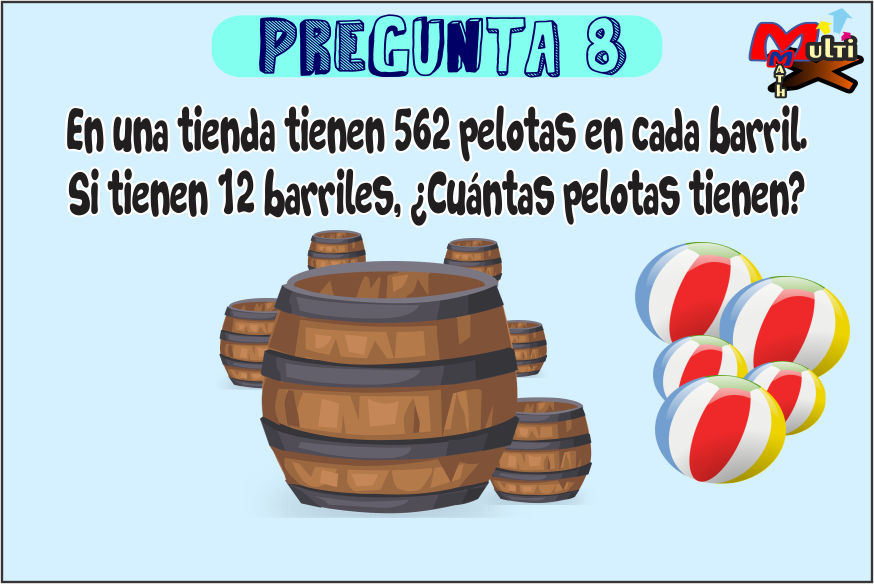 PREGUNTA 8
Multi
MATH
X
En una tienda tienen 562 pelotas en cada barril.
Si tienen 12 barriles, ¿Cuántas pelotas tienen?